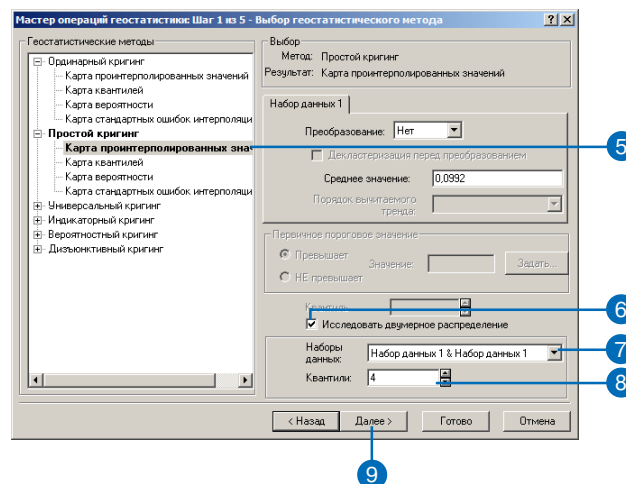 Мастер операций геостатистики: Шаг 1 из 5 - Выбор геостатистического метода
Геостатистические методы
Ординарный кригинг
Карта проинтерполированных значений
Карта квантилей
Карта вероятности
Карта стандартных ошибок интерполяци
Простой кригинг
Карта проинтерполированных зна
Карта квантилей
Карта вероятности
Карта стандартных ошибок интерполяци
Универсальный кригинг
Индикаторный кригинг
Вероятностный кригинг
Дизъюнктивный кригинг
Выбор
Метод: Простой кригинг
Результат: Карта проинтерполированных значений
Набор данных 1
Преобразование: Нет
Декластеризация перед преобразованием
Среднее значение: 0,0992
Порядок вычитаемого
тренда:
Первичное пороговое значение
Превышает
Значение:
Задать...
НЕ превышает
Квантиль
Исследовать двумерное распределение
Наборы
данных: Набор данных 1 & Набор данных 1
Квантили: 4
< Назад Далее > Готово Отмена
5
6
7
8
9